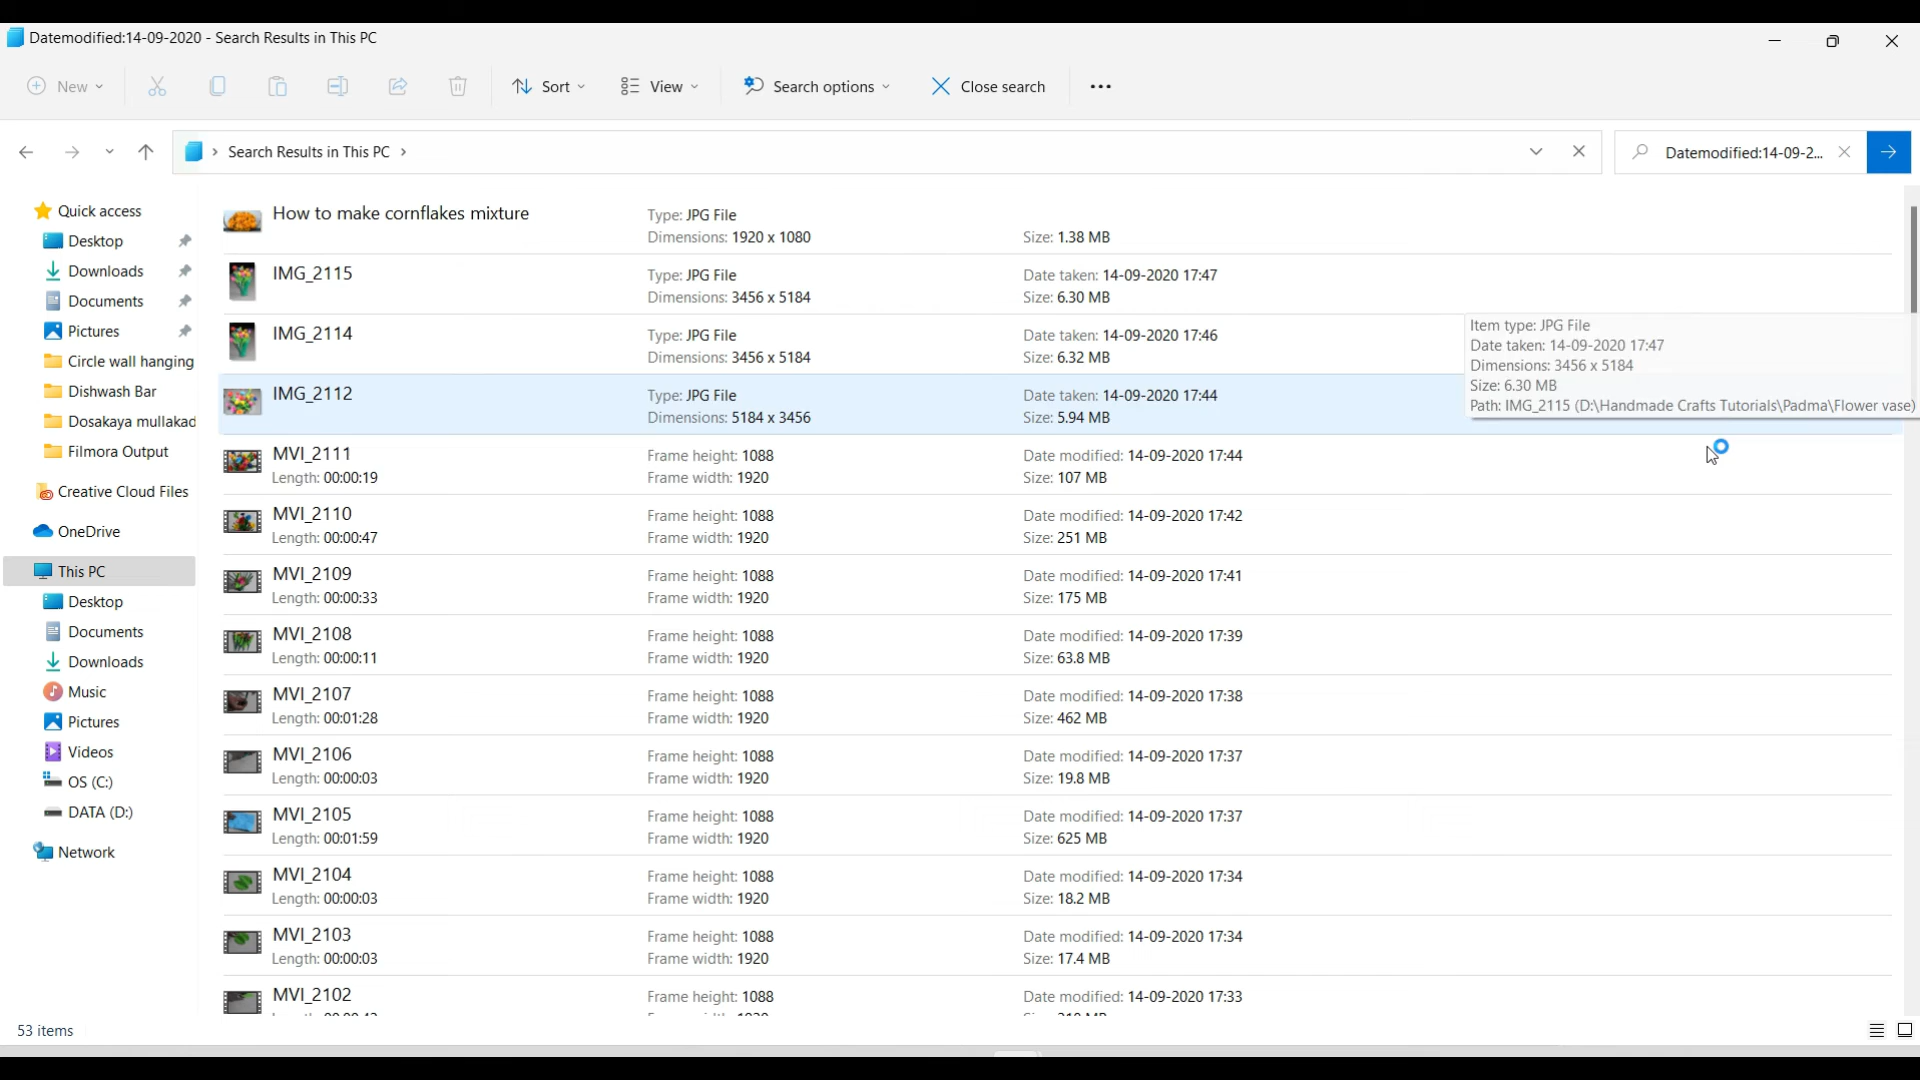 Datemodified:14-09-2020 - Search Results in This PC
New
Sort
View
Search options
Close search
Search Results in This PC
Datemodified:14-09-2...
Quick access
Desktop
Downloads
Documents
Pictures
Circle wall hanging
Dishwash Bar
Dosakaya mullakad
Filmora Output
Creative Cloud Files
OneDrive
This PC
Desktop
Documents
Downloads
Music
Pictures
Videos
OS (C:)
DATA (D:)
Network
How to make cornflakes mixture Type: JPG File
Dimensions: 1920 x 1080 Size: 1.38 MB
IMG_2115 Type: JPG File Date taken: 14-09-2020 17:47
Dimensions: 3456 x 5184 Size: 6.30 MB
IMG_2114 Type: JPG File Date taken: 14-09-2020 17:46
Dimensions: 3456 x 5184 Size: 6.32 MB
IMG_2112 Type: JPG File Date taken: 14-09-2020 17:44
Dimensions: 5184 x 3456 Size: 5.94 MB
MVI_2111 Frame height: 1088 Date modified: 14-09-2020 17:44
Length: 00:00:19 Frame width: 1920 Size: 107 MB
MVI_2110 Frame height: 1088 Date modified: 14-09-2020 17:42
Length: 00:00:47 Frame width: 1920 Size: 251 MB
MVI_2109 Frame height: 1088 Date modified: 14-09-2020 17:41
Length: 00:00:33 Frame width: 1920 Size: 175 MB
MVI_2108 Frame height: 1088 Date modified: 14-09-2020 17:39
Length: 00:00:11 Frame width: 1920 Size: 63.8 MB
MVI_2107 Frame height: 1088 Date modified: 14-09-2020 17:38
Length: 00:01:28 Frame width: 1920 Size: 462 MB
MVI_2106 Frame height: 1088 Date modified: 14-09-2020 17:37
Length: 00:00:03 Frame width: 1920 Size: 19.8 MB
MVI_2105 Frame height: 1088 Date modified: 14-09-2020 17:37
Length: 00:01:59 Frame width: 1920 Size: 625 MB
MVI_2104 Frame height: 1088 Date modified: 14-09-2020 17:34
Length: 00:00:03 Frame width: 1920 Size: 18.2 MB
MVI_2103 Frame height: 1088 Date modified: 14-09-2020 17:34
Length: 00:00:03 Frame width: 1920 Size: 17.4 MB
MVI_2102 Frame height: 1088 Date modified: 14-09-2020 17:33
Item type: JPG File
Date taken: 14-09-2020 17:47
Dimensions: 3456 x 5184
Size: 6.30 MB
Path: IMG_2115 (D:\Handmade Crafts Tutorials\Padma\Flower vase)
53 items